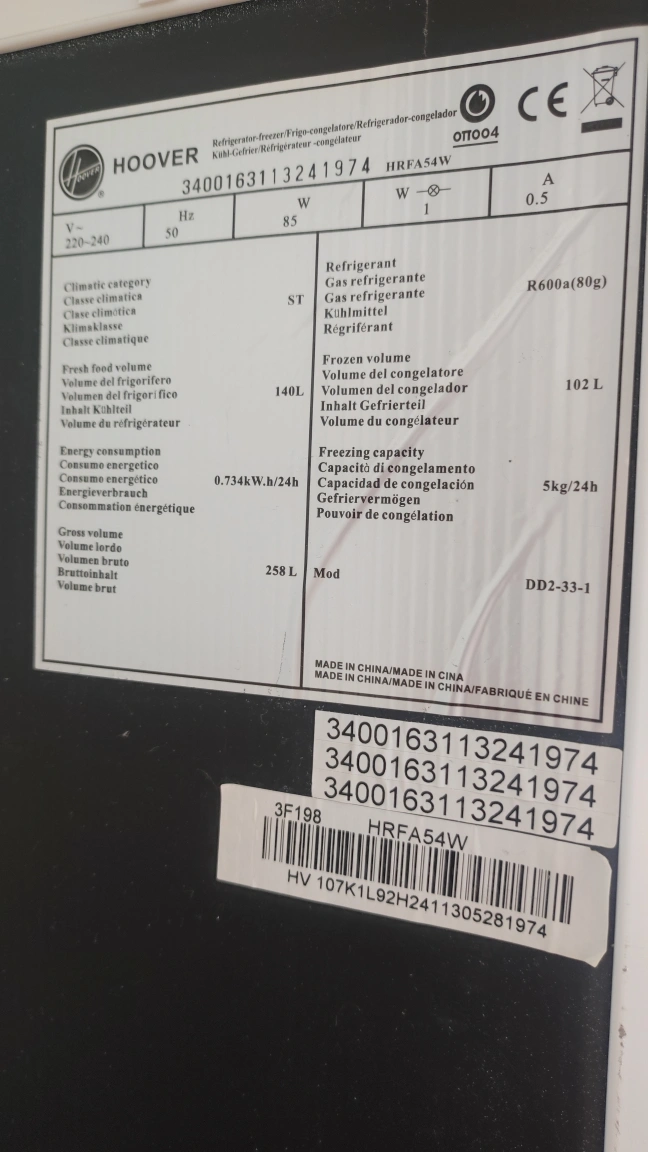 HOOVER
Hoover
Refrigerator-freezer/Frigo-congelatore/Refrigerador-congelador
Kühl-Gefrier/Réfrigérateur -congélateur
3400163113241974 HRFA54W
OTT004
CE
V~
220-240
Hz
50
W
85
W
1
A
0.5
Climatic category
Classe climatica
Clase climótica
Klimaklasse
Classe climatique
ST
Refrigerant
Gas refrigerante
Gas refrigerante
Kühlmittel
Régriférant
R600a(80g)
Fresh food volume
Volume del frigorifero
Volumen del frigorifico
Inhalt Kühlteil
Volume du réfrigérateur
140L
Frozen volume
Volume del congelatore
Volumen del congelador
Inhalt Gefrierteil
Volume du congélateur
102 L
Energy consumption
Consumo energetico
Consumo energético
Energieverbrauch
Consommation énergétique
0.734kW.h/24h
Freezing capacity
Capacità di congelamento
Capacidad de congelación
Gefriervermögen
Pouvoir de congélation
5kg/24h
Gross volume
Volume lordo
Volumen bruto
Bruttoinhalt
Volume brut
258 L
Mod
DD2-33-1
MADE IN CHINA/MADE IN CINA
MADE IN CHINA/MADE IN CHINA/FABRIQUÉ EN CHINE
3400163113241974
3400163113241974
3400163113241974
3F198
HRFA54W
HV 107K1L92H2411305281974